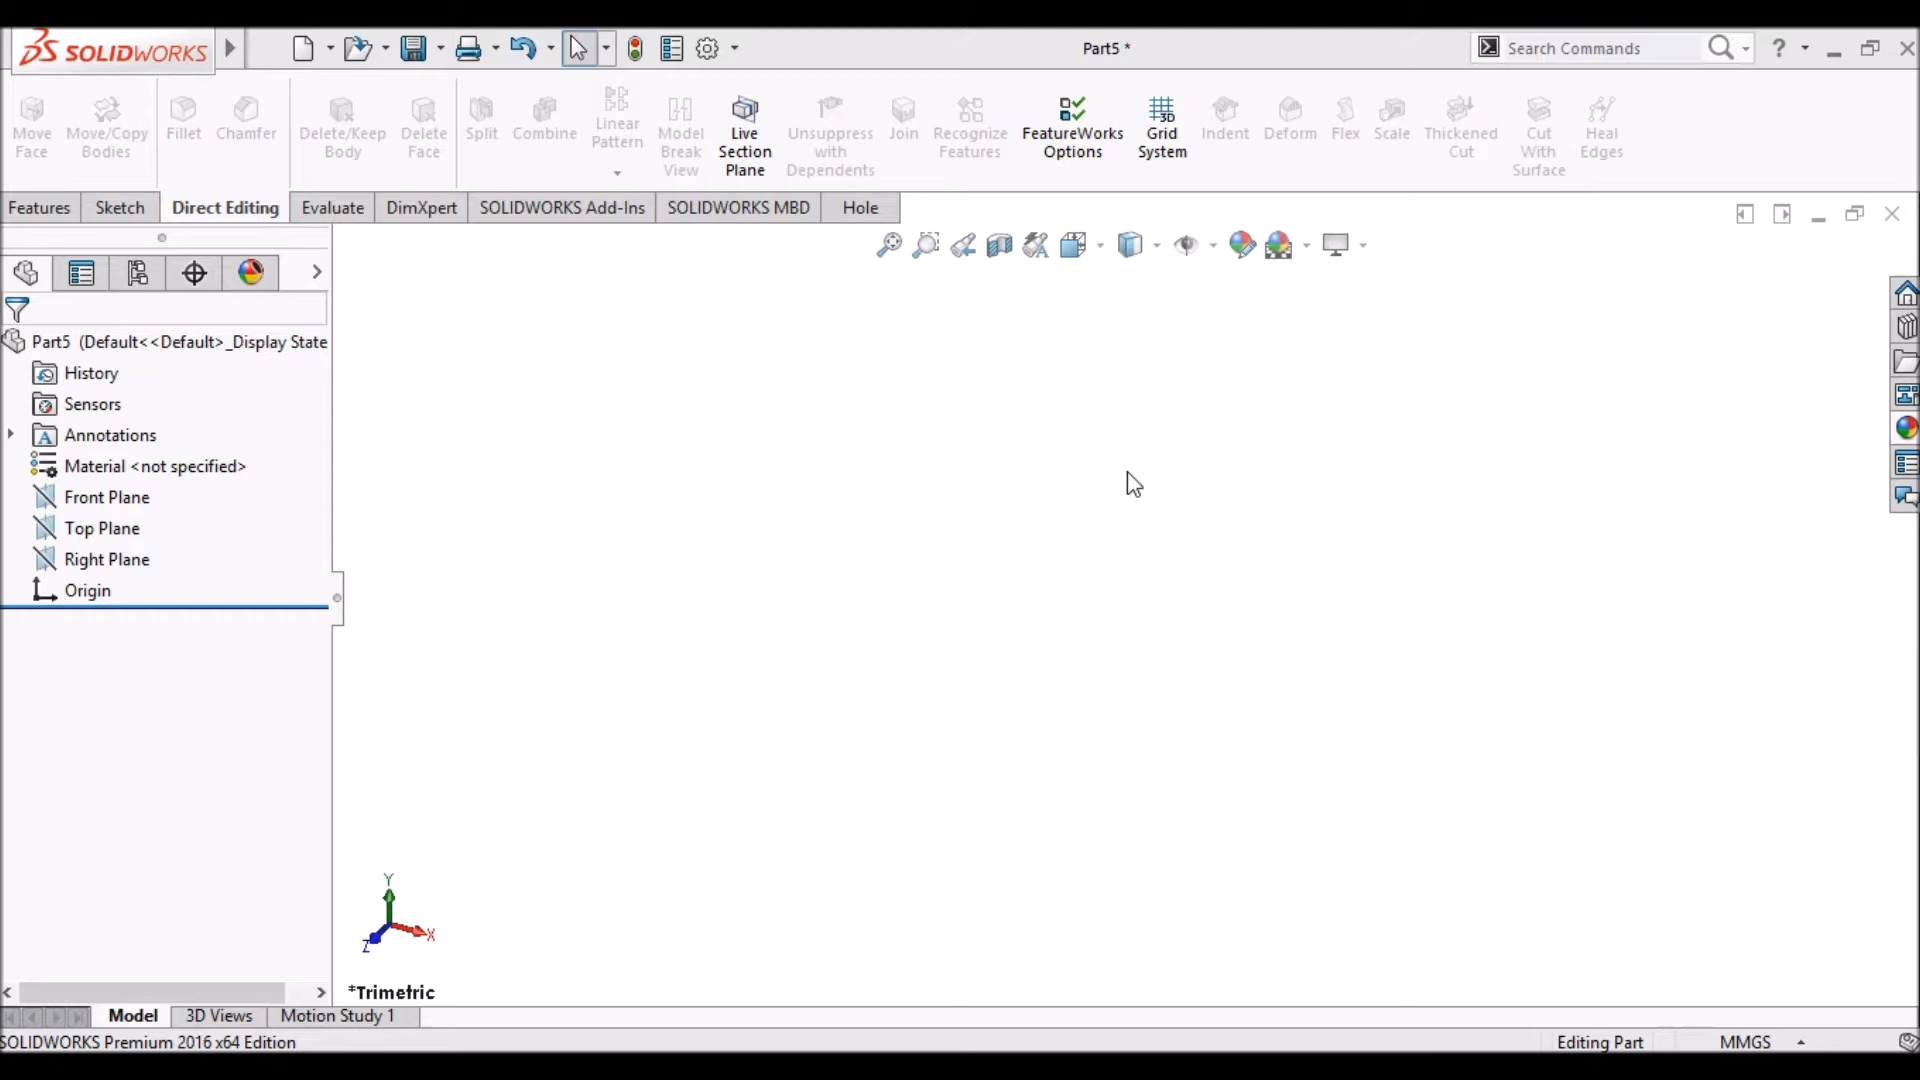 SOLIDWORKS
Part5 *
Search Commands
?
Move Face
Move/Copy Bodies
Fillet
Chamfer
Delete/Keep Body
Delete Face
Split
Combine
Linear Pattern
Model Break View
Live Section Plane
Unsuppress with Dependents
Join
Recognize Features
FeatureWorks Options
3D
Grid System
Indent
Deform
Flex
Scale
Thickened Cut
Cut With Surface
Heal Edges
Features
Sketch
Direct Editing
Evaluate
DimXpert
SOLIDWORKS Add-Ins
SOLIDWORKS MBD
Hole
Part5 (Default<<Default>_Display State
History
Sensors
A
Annotations
Material <not specified>
Front Plane
Top Plane
Right Plane
Origin
Y
X
Z
*Trimetric
Model
3D Views
Motion Study 1
SOLIDWORKS Premium 2016 x64 Edition
Editing Part
MMGS